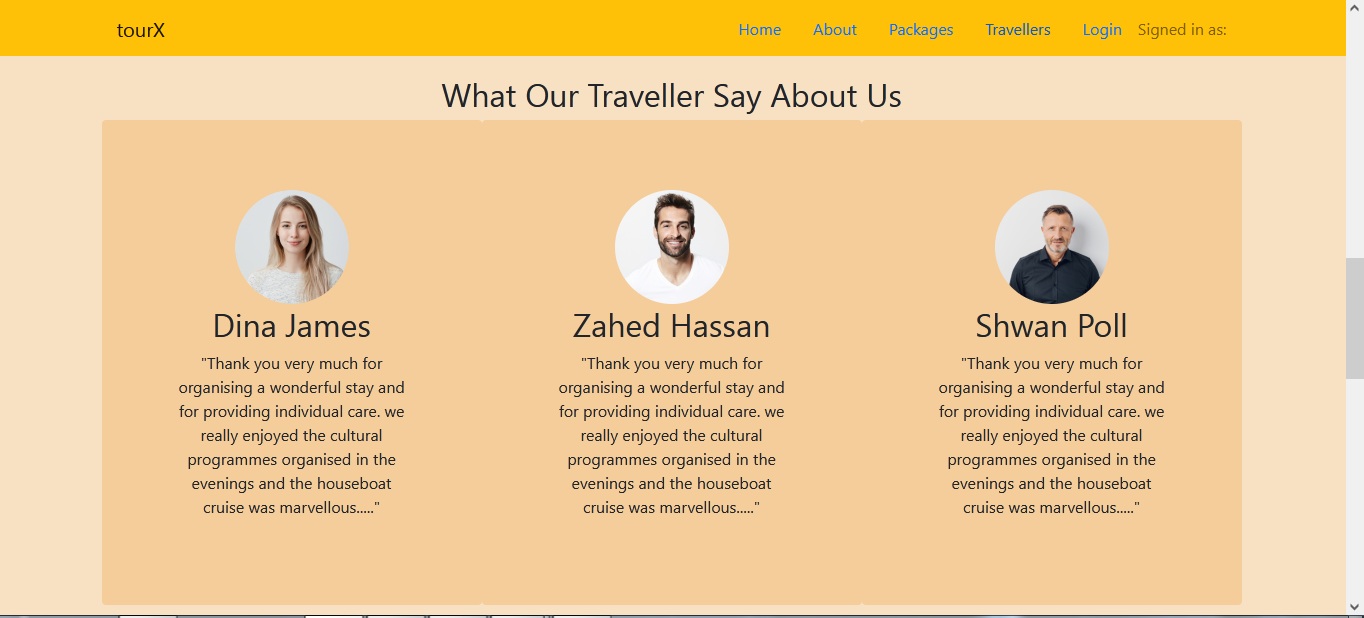 tourX Home About Packages Travellers Login Signed in as:
What Our Traveller Say About Us
Dina James
"Thank you very much for
organising a wonderful stay and
for providing individual care. we
really enjoyed the cultural
programmes organised in the
evenings and the houseboat
cruise was marvellous....."
Zahed Hassan
"Thank you very much for
organising a wonderful stay and
for providing individual care. we
really enjoyed the cultural
programmes organised in the
evenings and the houseboat
cruise was marvellous....."
Shwan Poll
"Thank you very much for
organising a wonderful stay and
for providing individual care. we
really enjoyed the cultural
programmes organised in the
evenings and the houseboat
cruise was marvellous....."